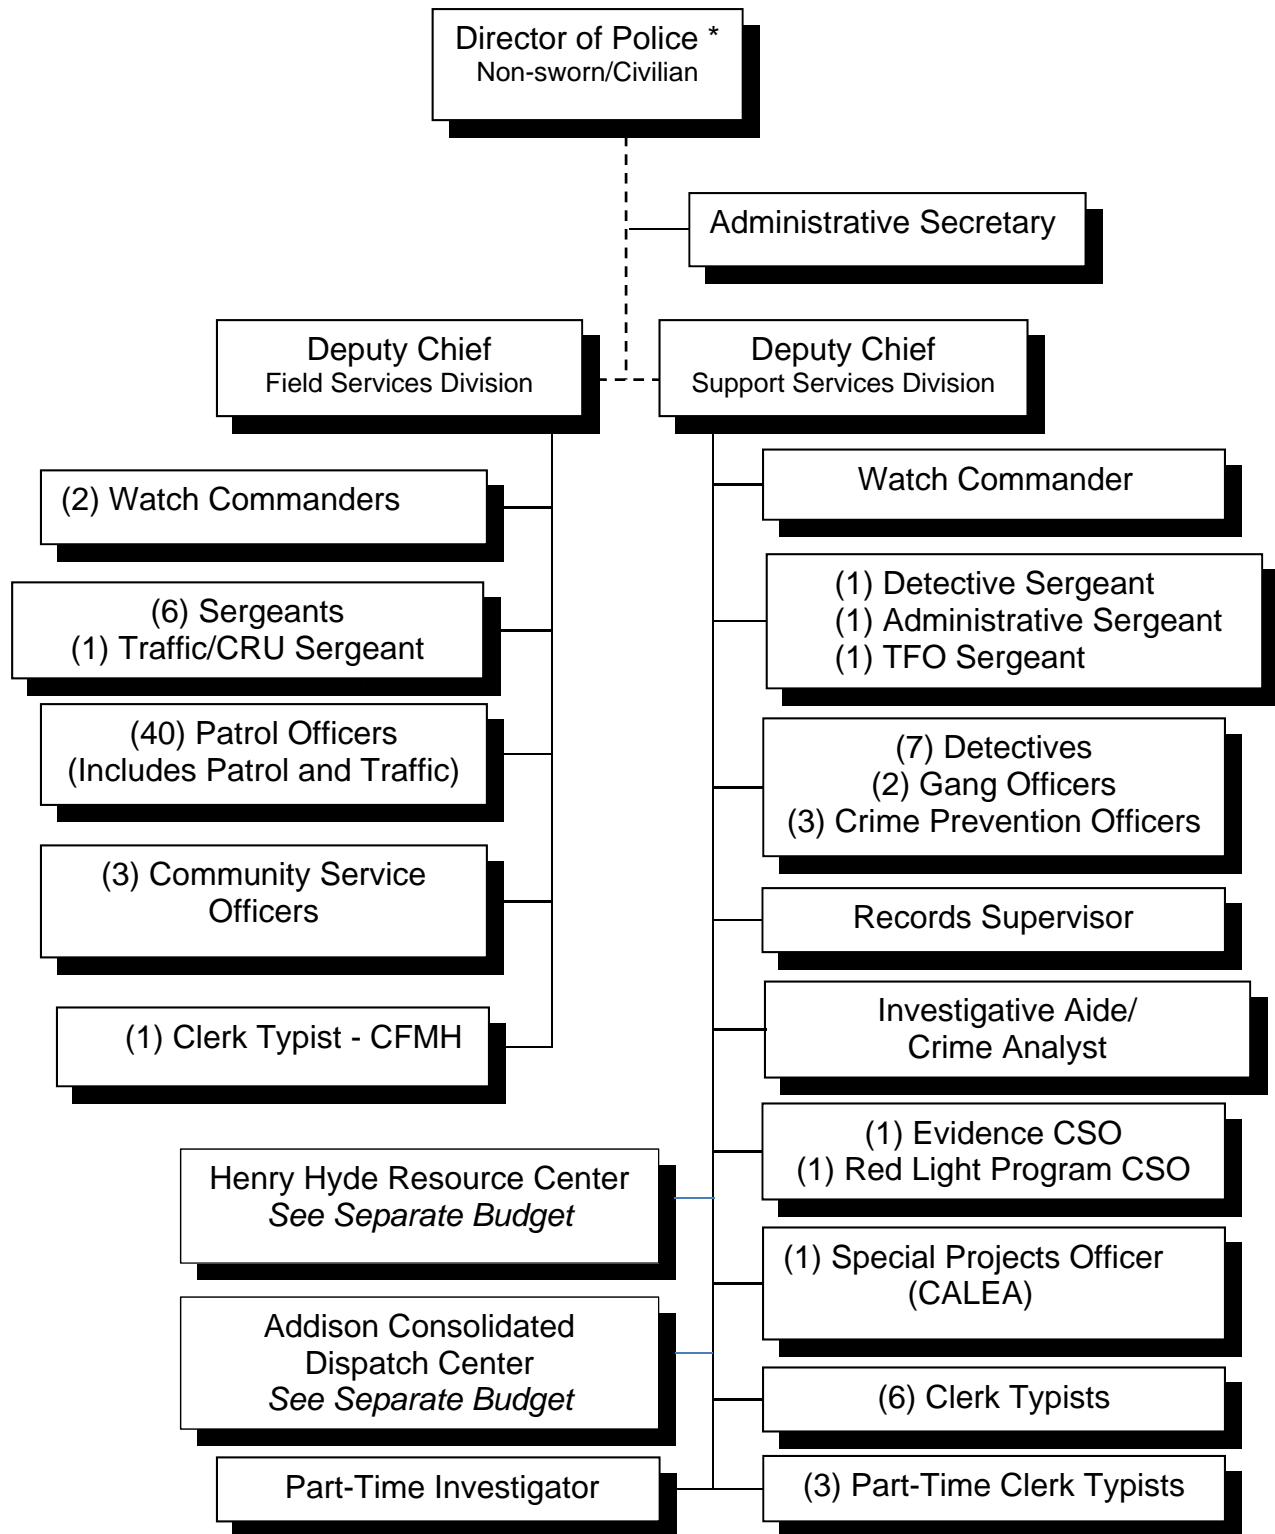 Director of Police *
Non-sworn/Civilian
Administrative Secretary
Deputy Chief
Field Services Division
Deputy Chief
Support Services Division
(2) Watch Commanders
(6) Sergeants
(1) Traffic/CRU Sergeant
(40) Patrol Officers
(Includes Patrol and Traffic)
(3) Community Service
Officers
(1) Clerk Typist - CFMH
Watch Commander
(1) Detective Sergeant
(1) Administrative Sergeant
(1) TFO Sergeant
(7) Detectives
(2) Gang Officers
(3) Crime Prevention Officers
Records Supervisor
Investigative Aide/
Crime Analyst
(1) Evidence CSO
(1) Red Light Program CSO
Henry Hyde Resource Center
See Separate Budget
(1) Special Projects Officer
(CALEA)
Addison Consolidated
Dispatch Center
See Separate Budget
(6) Clerk Typists
Part-Time Investigator
(3) Part-Time Clerk Typists